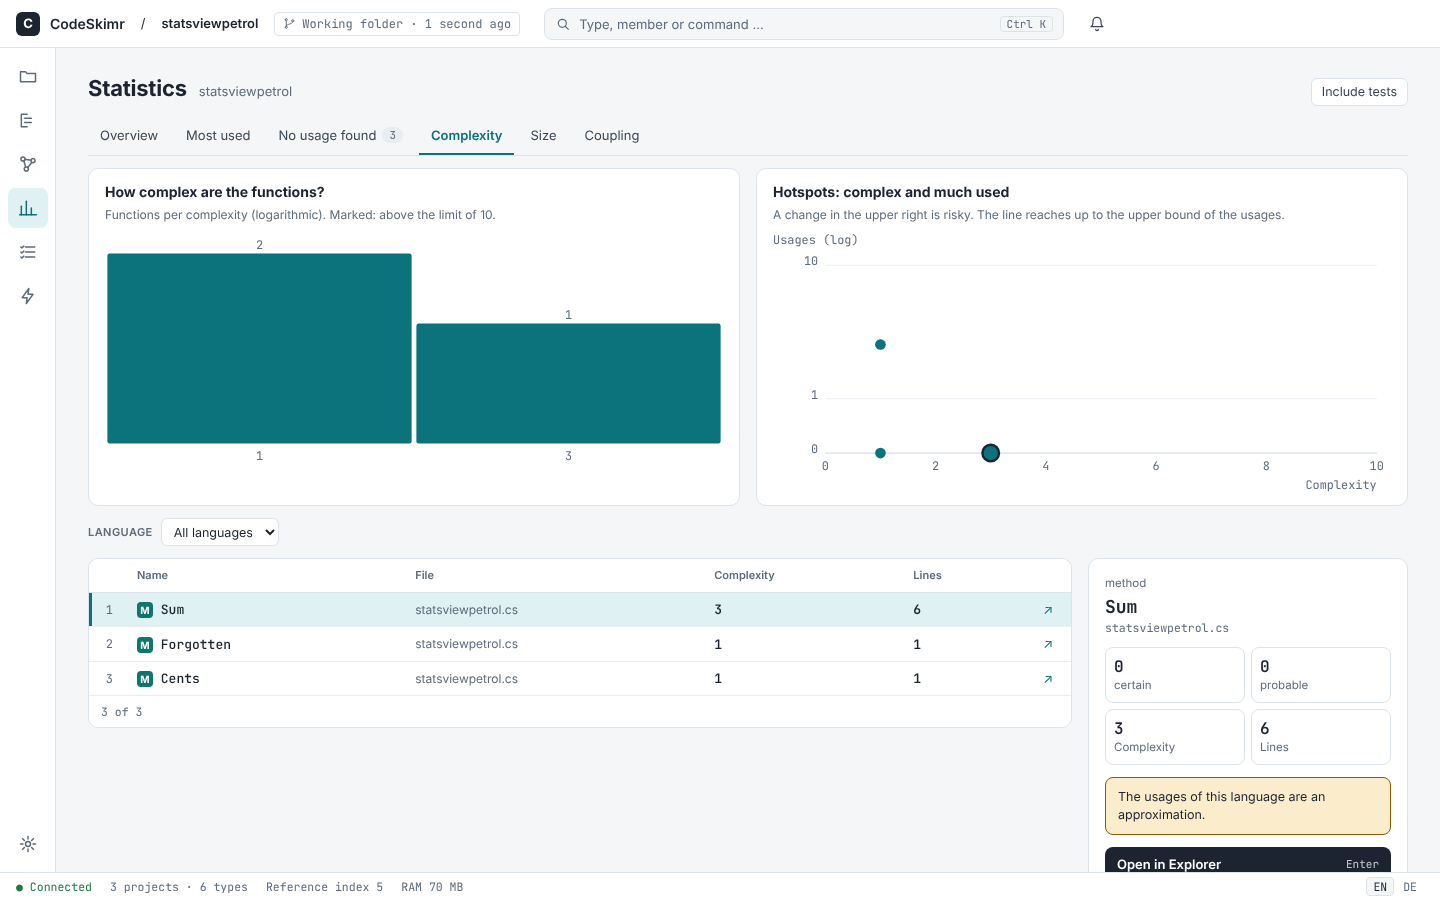 C CodeSkimr / statsviewpetrol Working folder · 1 second ago Type, member or command ... Ctrl K
Statistics statsviewpetrol Include tests
Overview Most used No usage found 3 Complexity Size Coupling
How complex are the functions?
Functions per complexity (logarithmic). Marked: above the limit of 10.
2
1
1 3
Hotspots: complex and much used
A change in the upper right is risky. The line reaches up to the upper bound of the usages.
Usages (log)
10
1
0
0 2 4 6 8 10
Complexity
LANGUAGE All languages
Name File Complexity Lines
1 M Sum statsviewpetrol.cs 3 6
2 M Forgotten statsviewpetrol.cs 1 1
3 M Cents statsviewpetrol.cs 1 1
3 of 3
method
Sum
statsviewpetrol.cs
0 0
certain probable
3 6
Complexity Lines
The usages of this language are an
approximation.
Open in Explorer Enter
Connected 3 projects · 6 types Reference index 5 RAM 70 MB EN DE